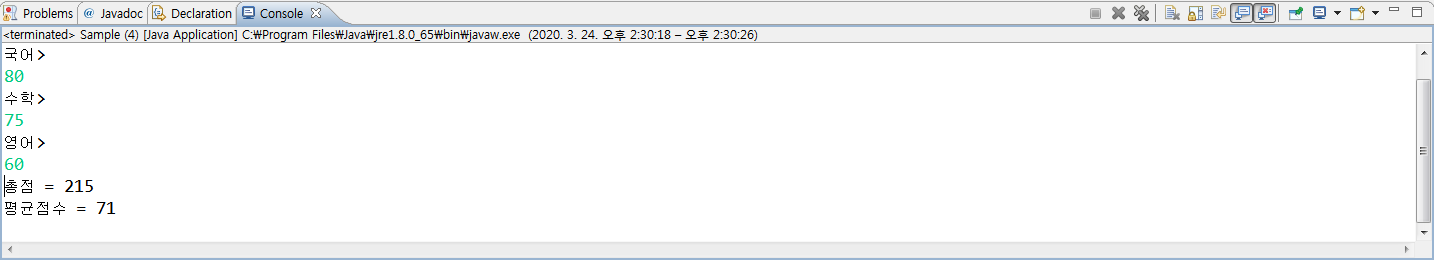 Problems @ Javadoc Declaration Console
<terminated> Sample (4) [Java Application] C:₩Program Files₩Java₩jre1.8.0_65₩bin₩javaw.exe (2020. 3. 24. 오후 2:30:18 – 오후 2:30:26)
국어>
80
수학>
75
영어>
60
총점 = 215
평균점수 = 71